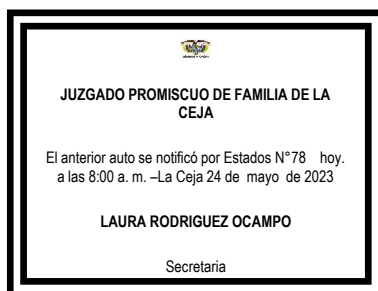 JUZGADO PROMISCUO DE FAMILIA DE LA
CEJA
El anterior auto se notificó por Estados N°78 hoy.
a las 8:00 a. m. –La Ceja 24 de mayo de 2023
LAURA RODRIGUEZ OCAMPO
Secretaria